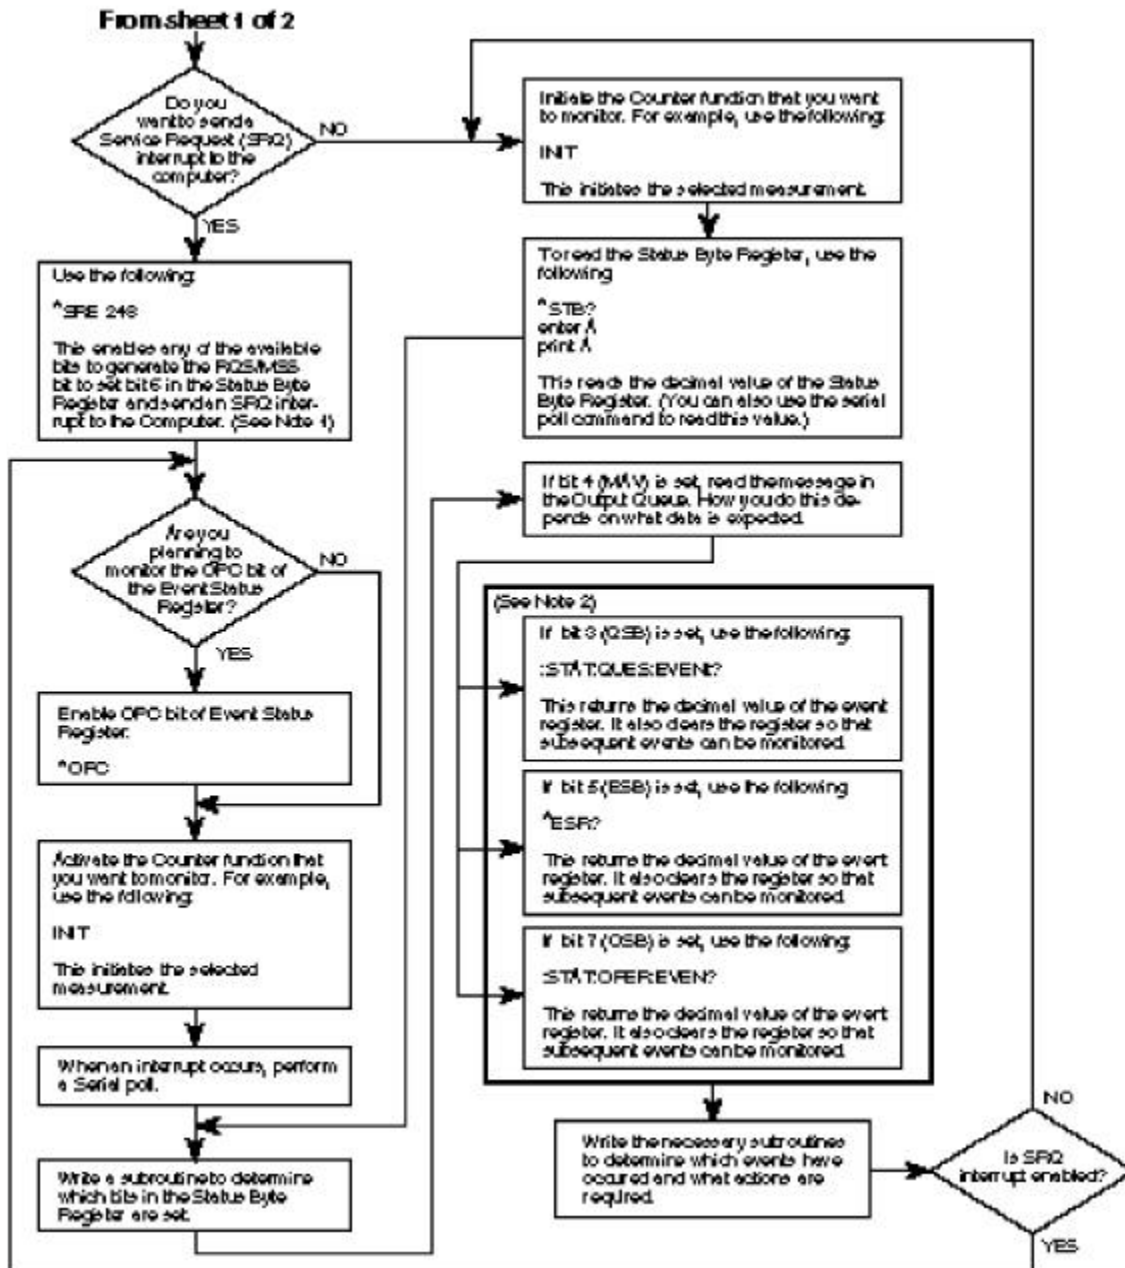 From sheet 1 of 2
Do you
want to send a
Service Request (SRQ)
interrupt to the
computer?
NO
YES
Use the following:
*SRE 248
This enables any of the available
bits to generate the RQS/MSS
bit to set bit 6 in the Status Byte
Register and send an SRQ inter-
rupt to the Computer. (See Note 1)
Are you
planning to
monitor the OPC bit of
the Event Status
Register?
NO
YES
Enable OPC bit of Event Status
Register.
*OPC
Activate the Counter function that
you want to monitor. For example,
use the following:
INIT
This initiates the selected
measurement.
When an interrupt occurs, perform
a Serial poll.
Write a subroutine to determine
which bits in the Status Byte
Register are set.
Initiate the Counter function that you want
to monitor. For example, use the following:
INIT
This initiates the selected measurement.
To read the Status Byte Register, use the
following
*STB?
enter A
print A
This reads the decimal value of the Status
Byte Register. (You can also use the serial
poll command to read this value.)
If bit 4 (MAV) is set, read the message in
the Output Queue. How you do this de-
pends on what data is expected.
(See Note 2)
If bit 3 (QSB) is set, use the following:
:STAT:QUES:EVENT?
This returns the decimal value of the event
register. It also clears the register so that
subsequent events can be monitored.
If bit 5 (ESB) is set, use the following
*ESR?
This returns the decimal value of the event
register. It also clears the register so that
subsequent events can be monitored.
If bit 7 (OSB) is set, use the following:
:STAT:OPER:EVEN?
This returns the decimal value of the event
register. It also clears the register so that
subsequent events can be monitored.
Write the necessary subroutines
to determine which events have
occured and what actions are
required.
Is SRQ
interrupt enabled?
NO
YES